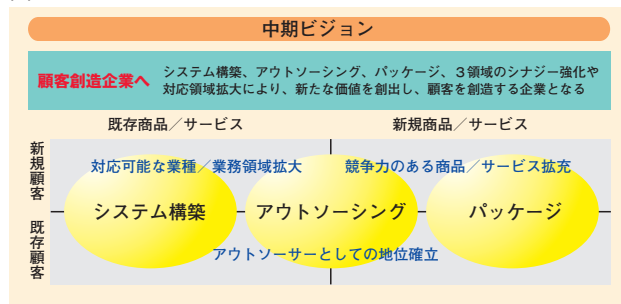 中期ビジョン
顧客創造企業へ
システム構築、アウトソーシング、パッケージ、3領域のシナジー強化や
対応領域拡大により、新たな価値を創出し、顧客を創造する企業となる
既存商品／サービス
新規商品／サービス
新規顧客
対応可能な業種／業務領域拡大
競争力のある商品／サービス拡充
システム構築
アウトソーシング
パッケージ
既存顧客
アウトソーサーとしての地位確立